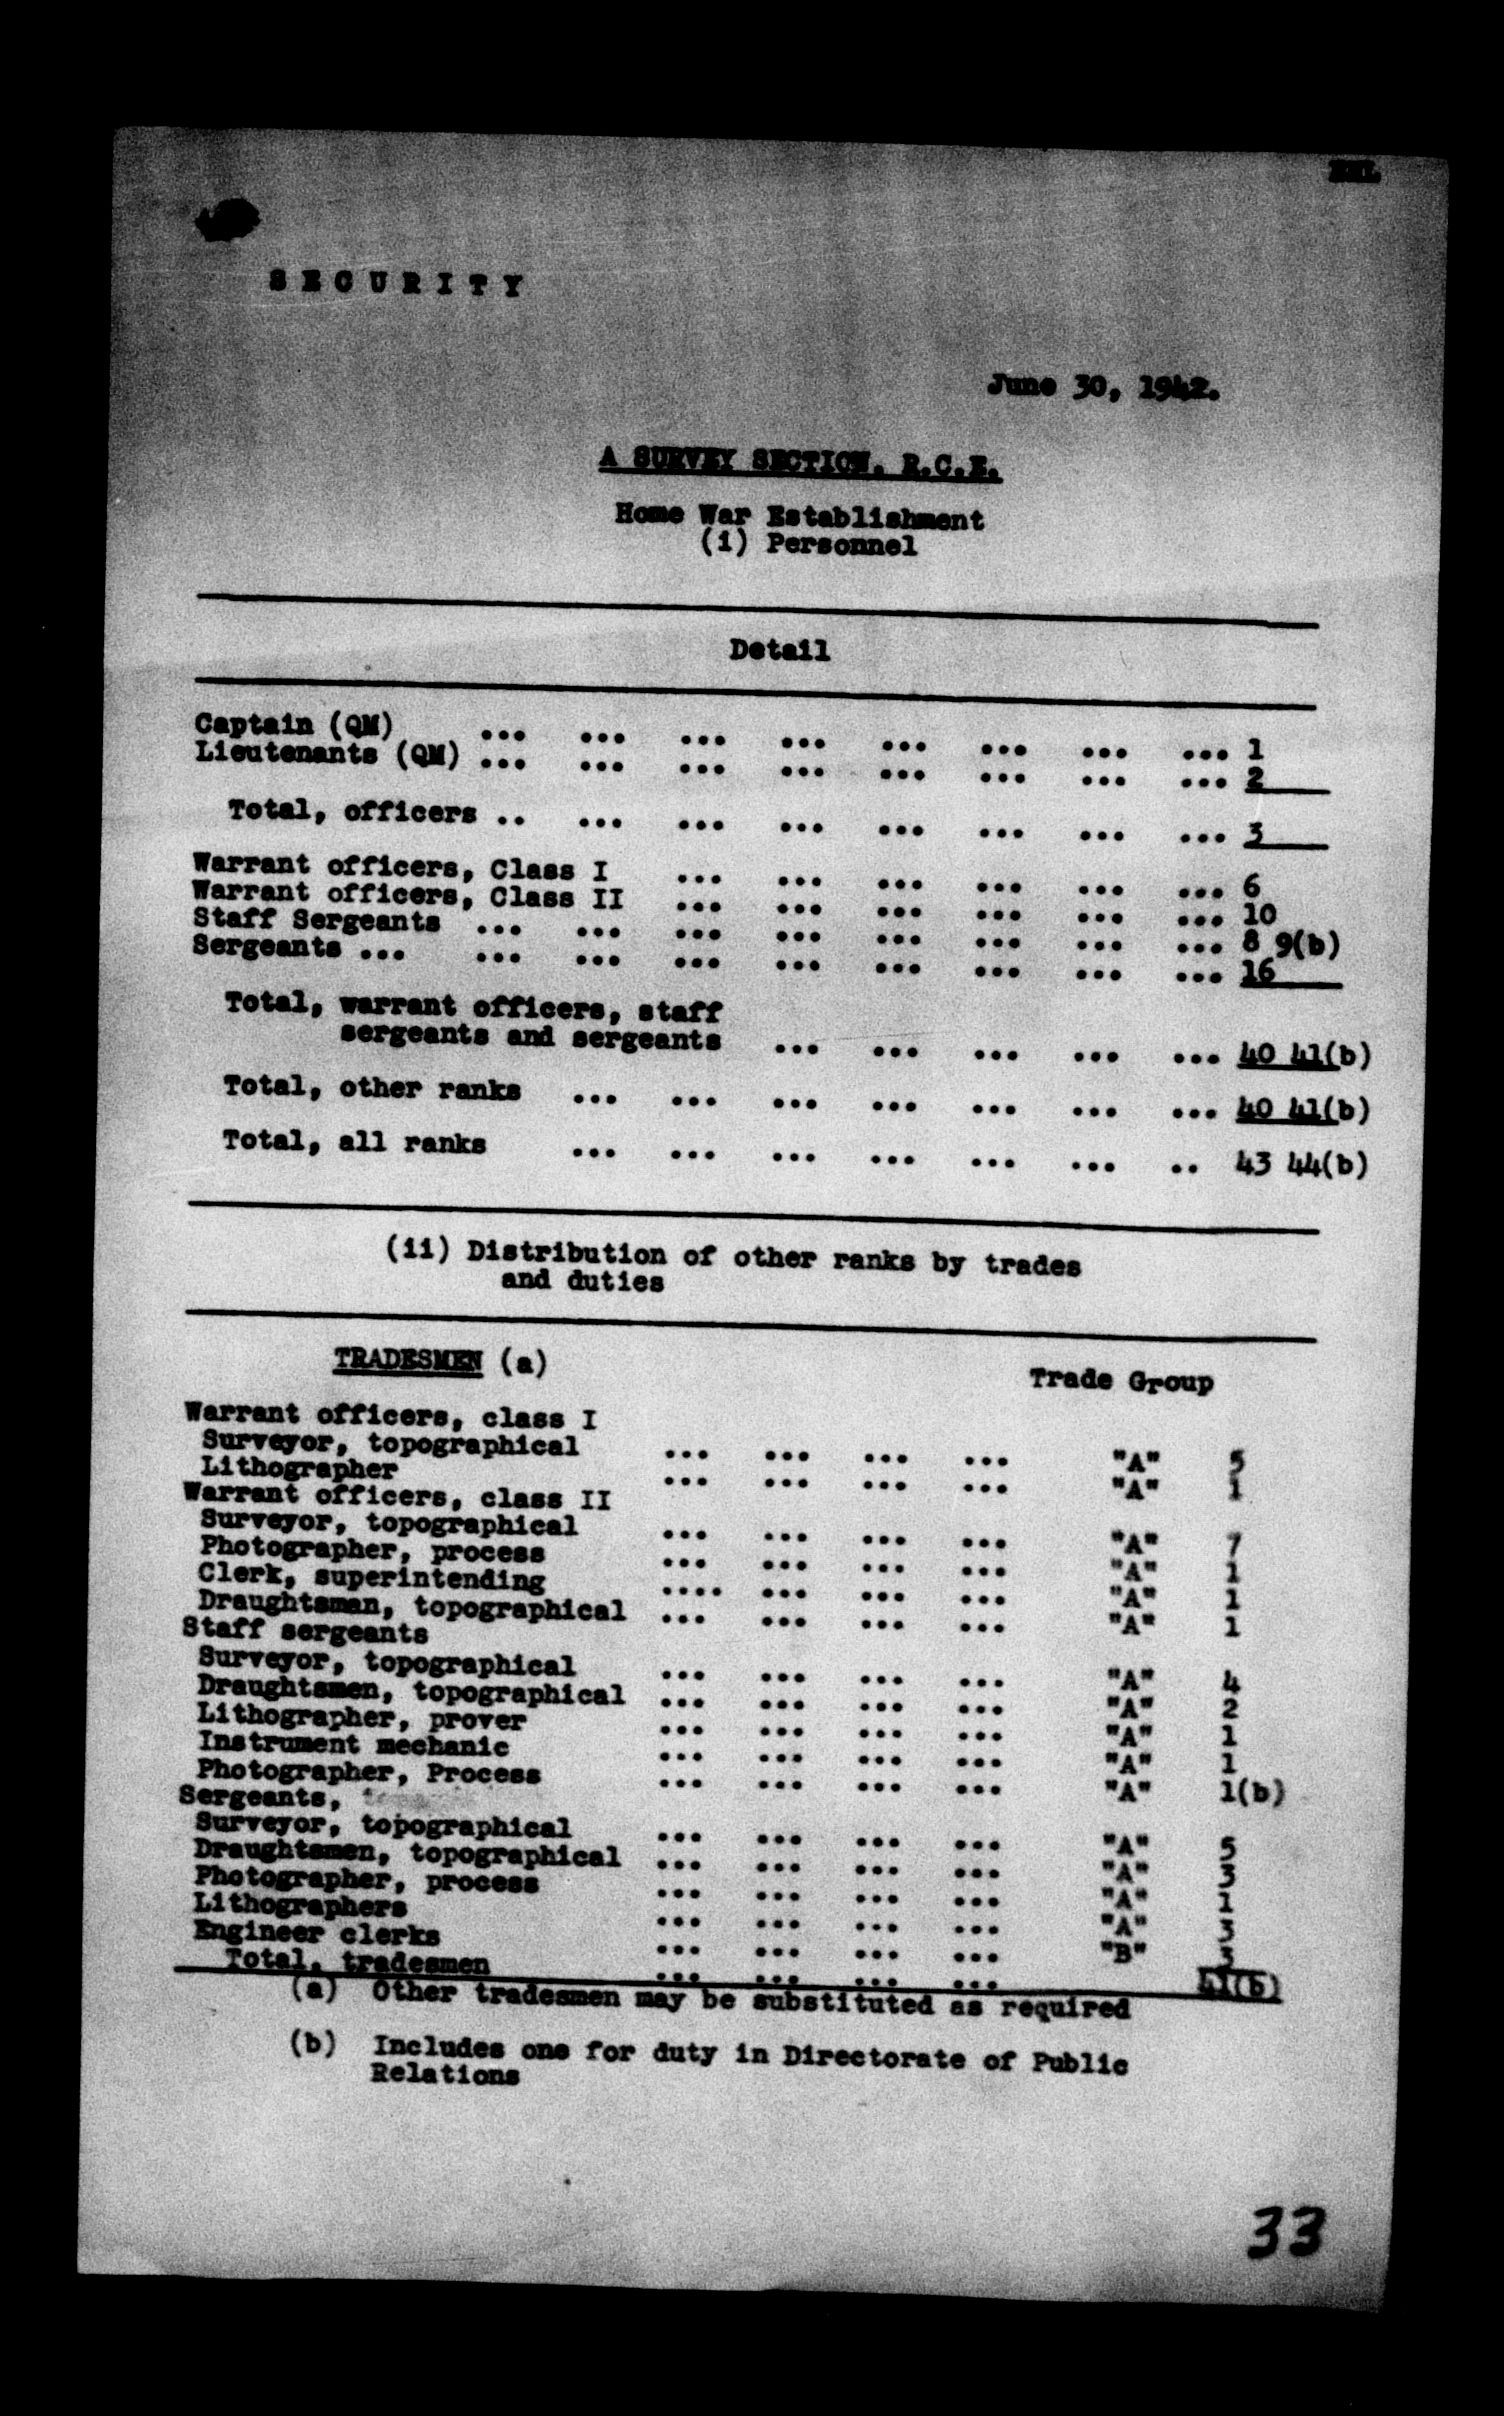 SECURITY
June 30, 1942.
A SURVEY SECTION, R.C.E.
Home War Establishment
(i) Personnel
Detail
Captain (QM) ... ... ... ... ... ... ... ... 1
Lieutenants (QM) ... ... ... ... ... ... ... ... 2
Total, officers .. ... ... ... ... ... ... ... 3
Warrant officers, Class I ... ... ... ... ... ... 6
Warrant officers, Class II ... ... ... ... ... ... 10
Staff Sergeants ... ... ... ... ... ... ... ... 8 9(b)
Sergeants ... ... ... ... ... ... ... ... ... 16
Total, warrant officers, staff
sergeants and sergeants ... ... ... ... ... 40 41(b)
Total, other ranks ... ... ... ... ... ... ... 40 41(b)
Total, all ranks ... ... ... ... ... ... .. 43 44(b)
(ii) Distribution of other ranks by trades
and duties
TRADESMEN (a) Trade Group
Warrant officers, class I
Surveyor, topographical ... ... ... ... "A" 5
Lithographer ... ... ... ... "A" 1
Warrant officers, class II
Surveyor, topographical ... ... ... ... "A" 7
Photographer, process ... ... ... ... "A" 1
Clerk, superintending .... ... ... ... "A" 1
Draughtsman, topographical ... ... ... ... "A" 1
Staff sergeants
Surveyor, topographical ... ... ... ... "A" 4
Draughtsmen, topographical ... ... ... ... "A" 2
Lithographer, prover ... ... ... ... "A" 1
Instrument mechanic ... ... ... ... "A" 1
Photographer, Process ... ... ... ... "A" 1(b)
Sergeants,
Surveyor, topographical ... ... ... ... "A" 5
Draughtsmen, topographical ... ... ... ... "A" 3
Photographer, process ... ... ... ... "A" 1
Lithographers ... ... ... ... "A" 3
Engineer clerks ... ... ... ... "B" 3
Total, tradesmen ... ... ... ... 41(b)
(a) Other tradesmen may be substituted as required
(b) Includes one for duty in Directorate of Public
Relations
33